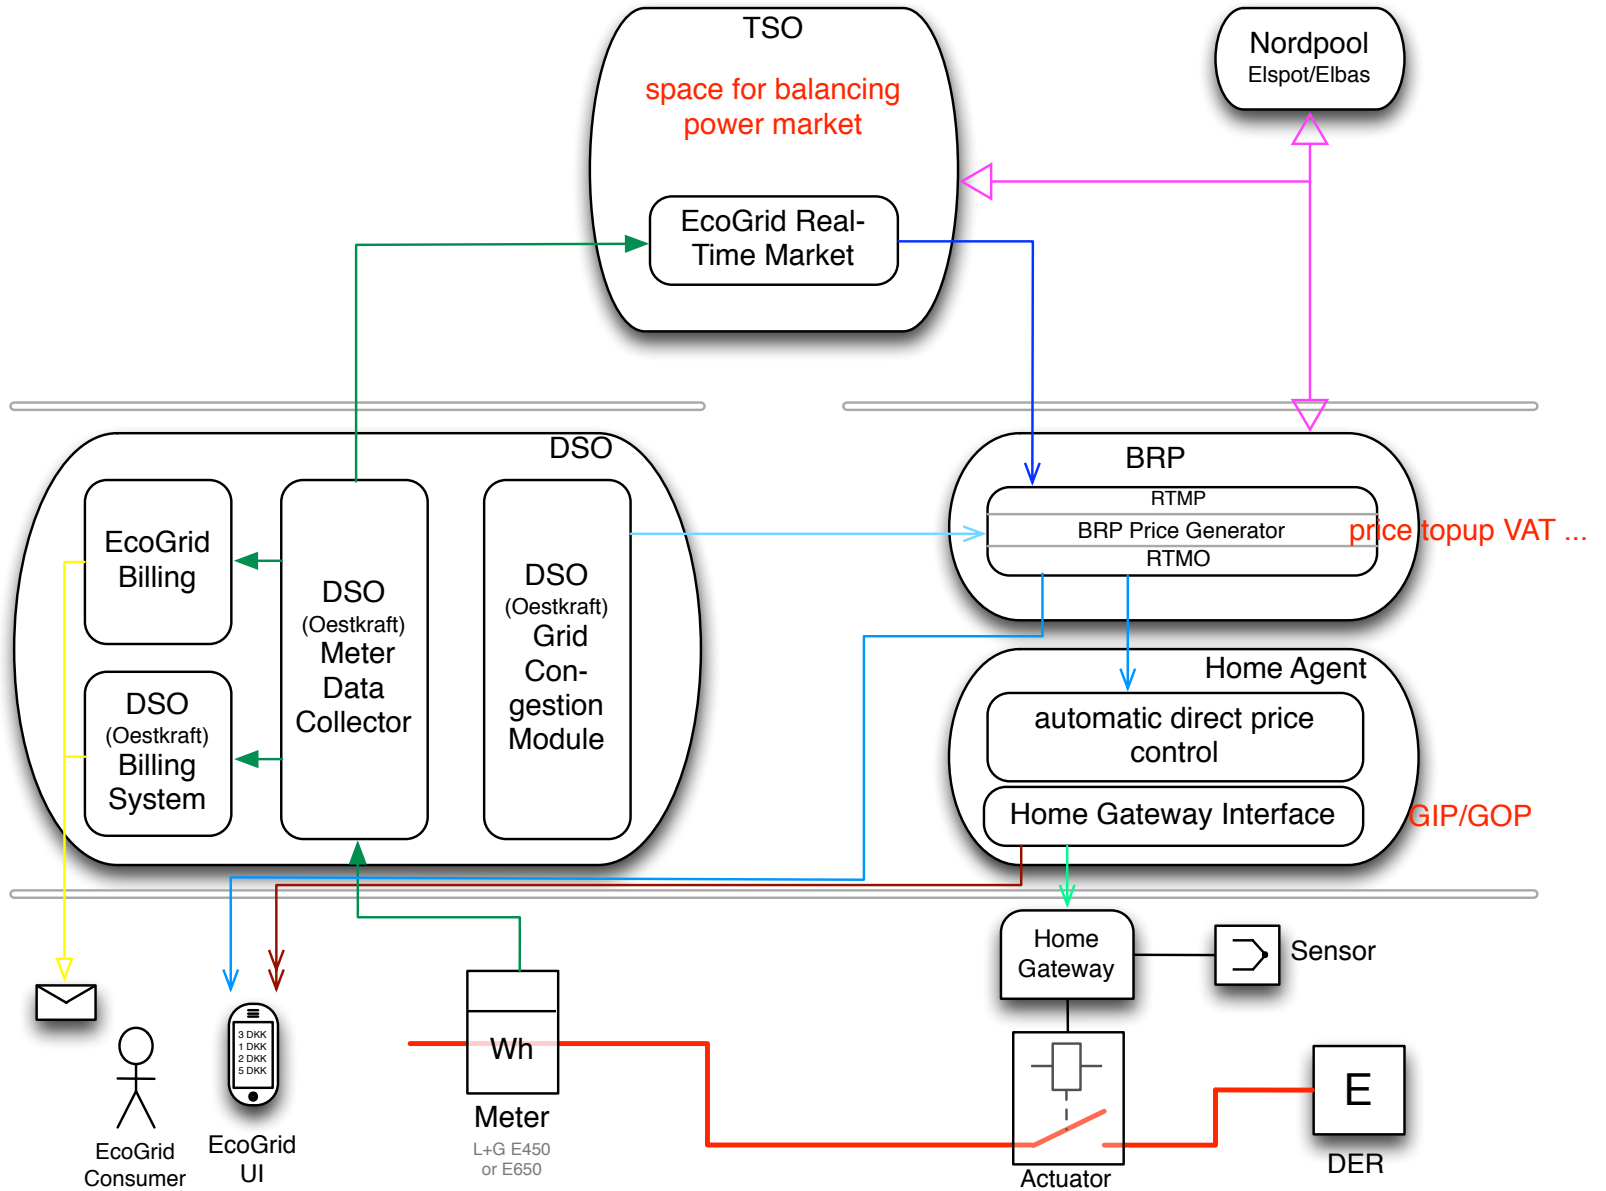 TSO
space for balancing
power market
EcoGrid Real-
Time Market
Nordpool
Elspot/Elbas
DSO
EcoGrid
Billing
DSO
(Oestkraft)
Billing
System
DSO
(Oestkraft)
Meter
Data
Collector
DSO
(Oestkraft)
Grid
Con-
gestion
Module
BRP
RTMP
BRP Price Generator
RTMO
price topup VAT ...
Home Agent
automatic direct price
control
Home Gateway Interface
GIP/GOP
Home
Gateway
Sensor
3 DKK
1 DKK
2 DKK
5 DKK
EcoGrid
Consumer
EcoGrid
UI
Wh
Meter
L+G E450
or E650
Actuator
E
DER